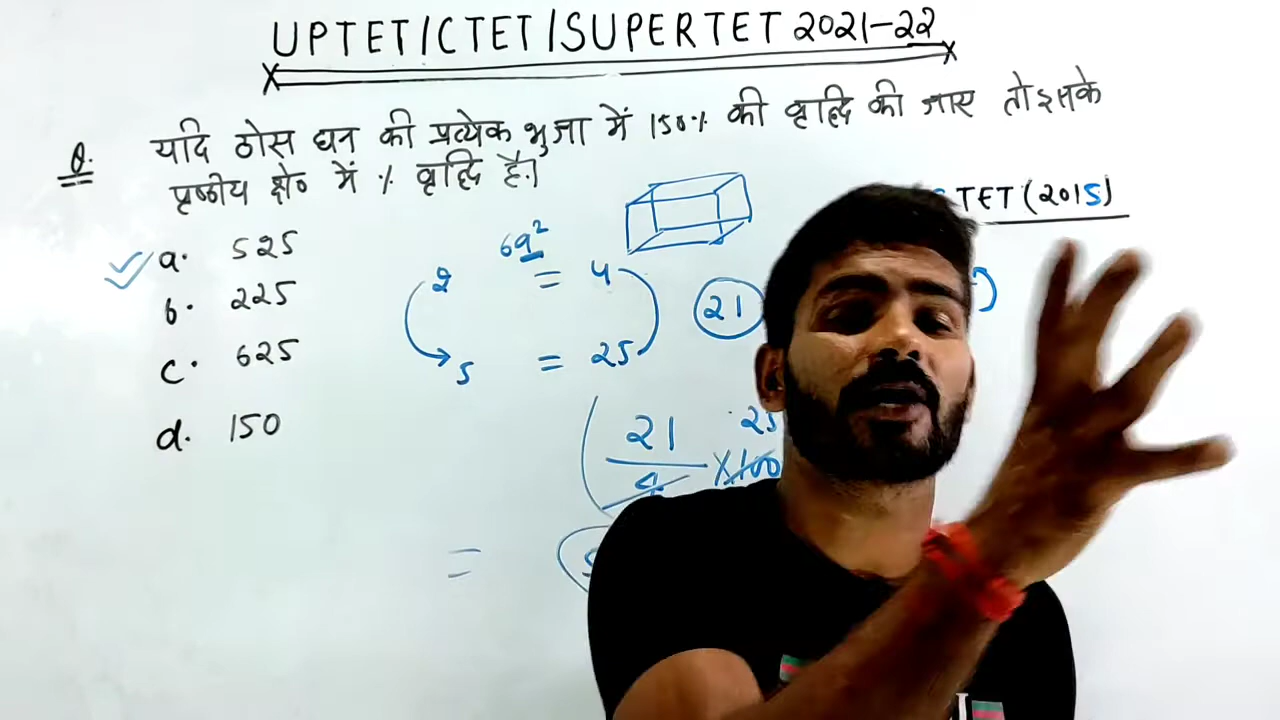 UPTET/CTET/SUPERTET 2021-22
Q. यदि ठोस घन की प्रत्येक भुजा में 150% की वृद्धि की जाए तो इसके
पृष्ठीय क्षे० में % वृद्धि है।
TET (2015)
a. 525
b. 225
c. 625
d. 150
6a²
2 = 4
21
5 = 25
21 25
4 ×100
=